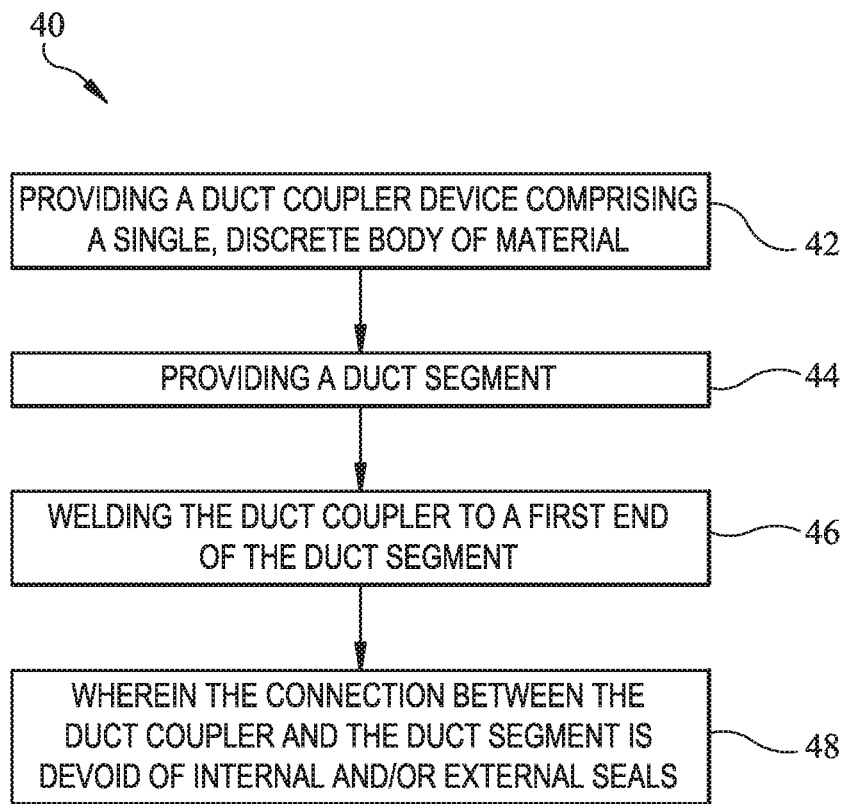 40
PROVIDING A DUCT COUPLER DEVICE COMPRISING
A SINGLE, DISCRETE BODY OF MATERIAL
42
PROVIDING A DUCT SEGMENT
44
WELDING THE DUCT COUPLER TO A FIRST END
OF THE DUCT SEGMENT
46
WHEREIN THE CONNECTION BETWEEN THE
DUCT COUPLER AND THE DUCT SEGMENT IS
DEVOID OF INTERNAL AND/OR EXTERNAL SEALS
48